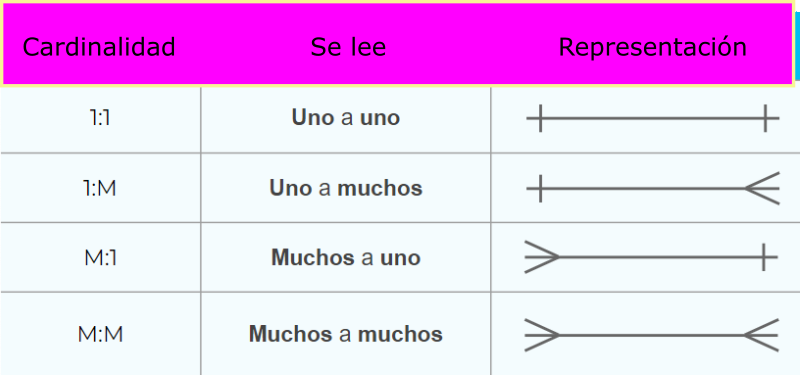 Cardinalidad Se lee Representación
1:1 Uno a uno
1:M Uno a muchos
M:1 Muchos a uno
M:M Muchos a muchos